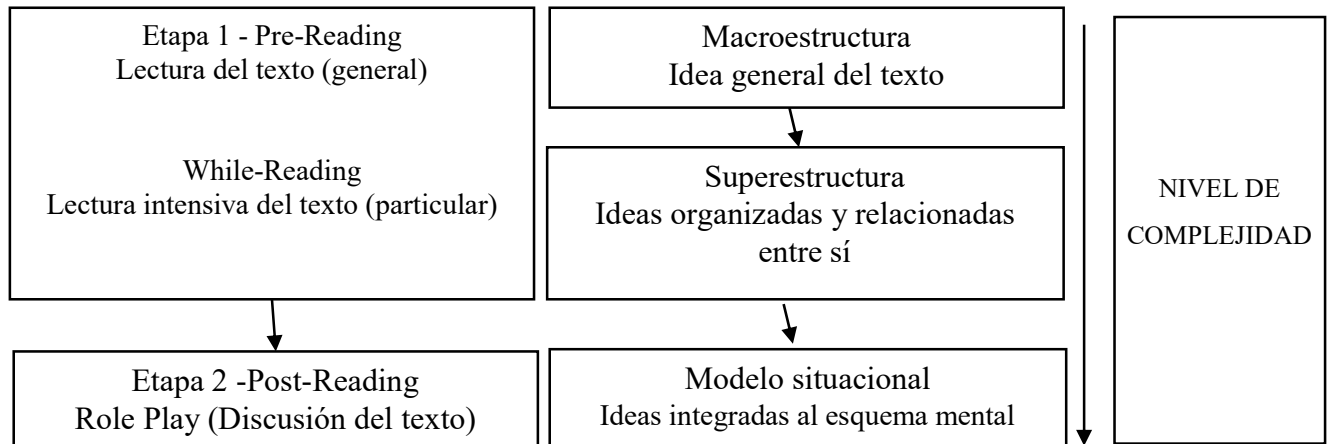 Etapa 1 - Pre-Reading
Lectura del texto (general)
While-Reading
Lectura intensiva del texto (particular)
Etapa 2 -Post-Reading
Role Play (Discusión del texto)
Macroestructura
Idea general del texto
Superestructura
Ideas organizadas y relacionadas
entre sí
Modelo situacional
Ideas integradas al esquema mental
NIVEL DE
COMPLEJIDAD